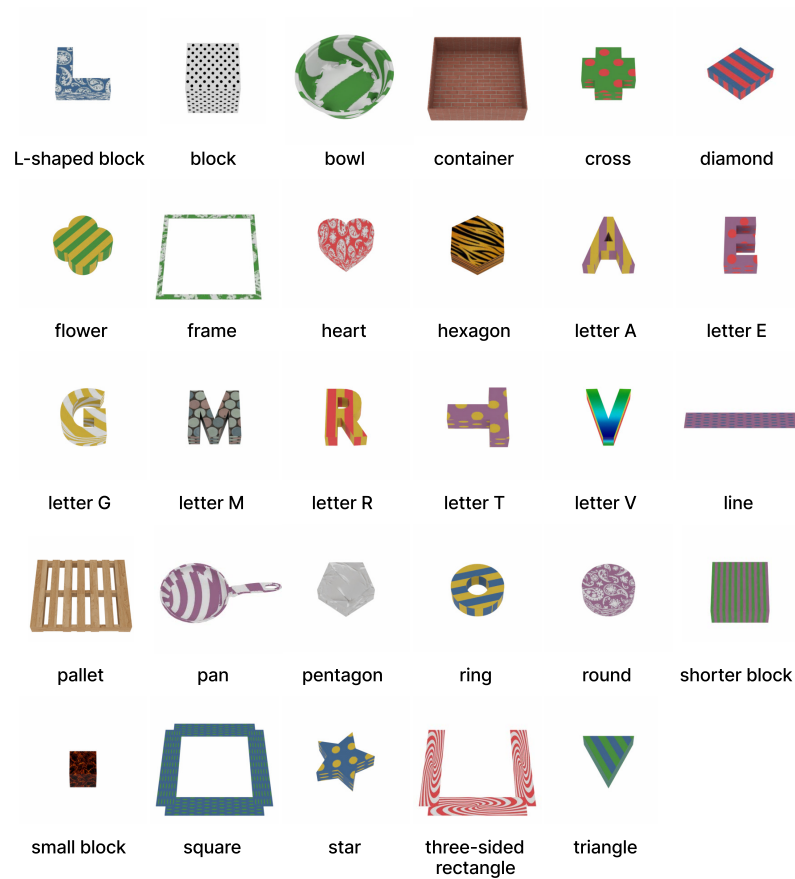 L-shaped block
block
bowl
container
cross
diamond
flower
frame
heart
hexagon
letter A
letter E
letter G
letter M
letter R
letter T
letter V
line
pallet
pan
pentagon
ring
round
shorter block
small block
square
star
three-sided
rectangle
triangle